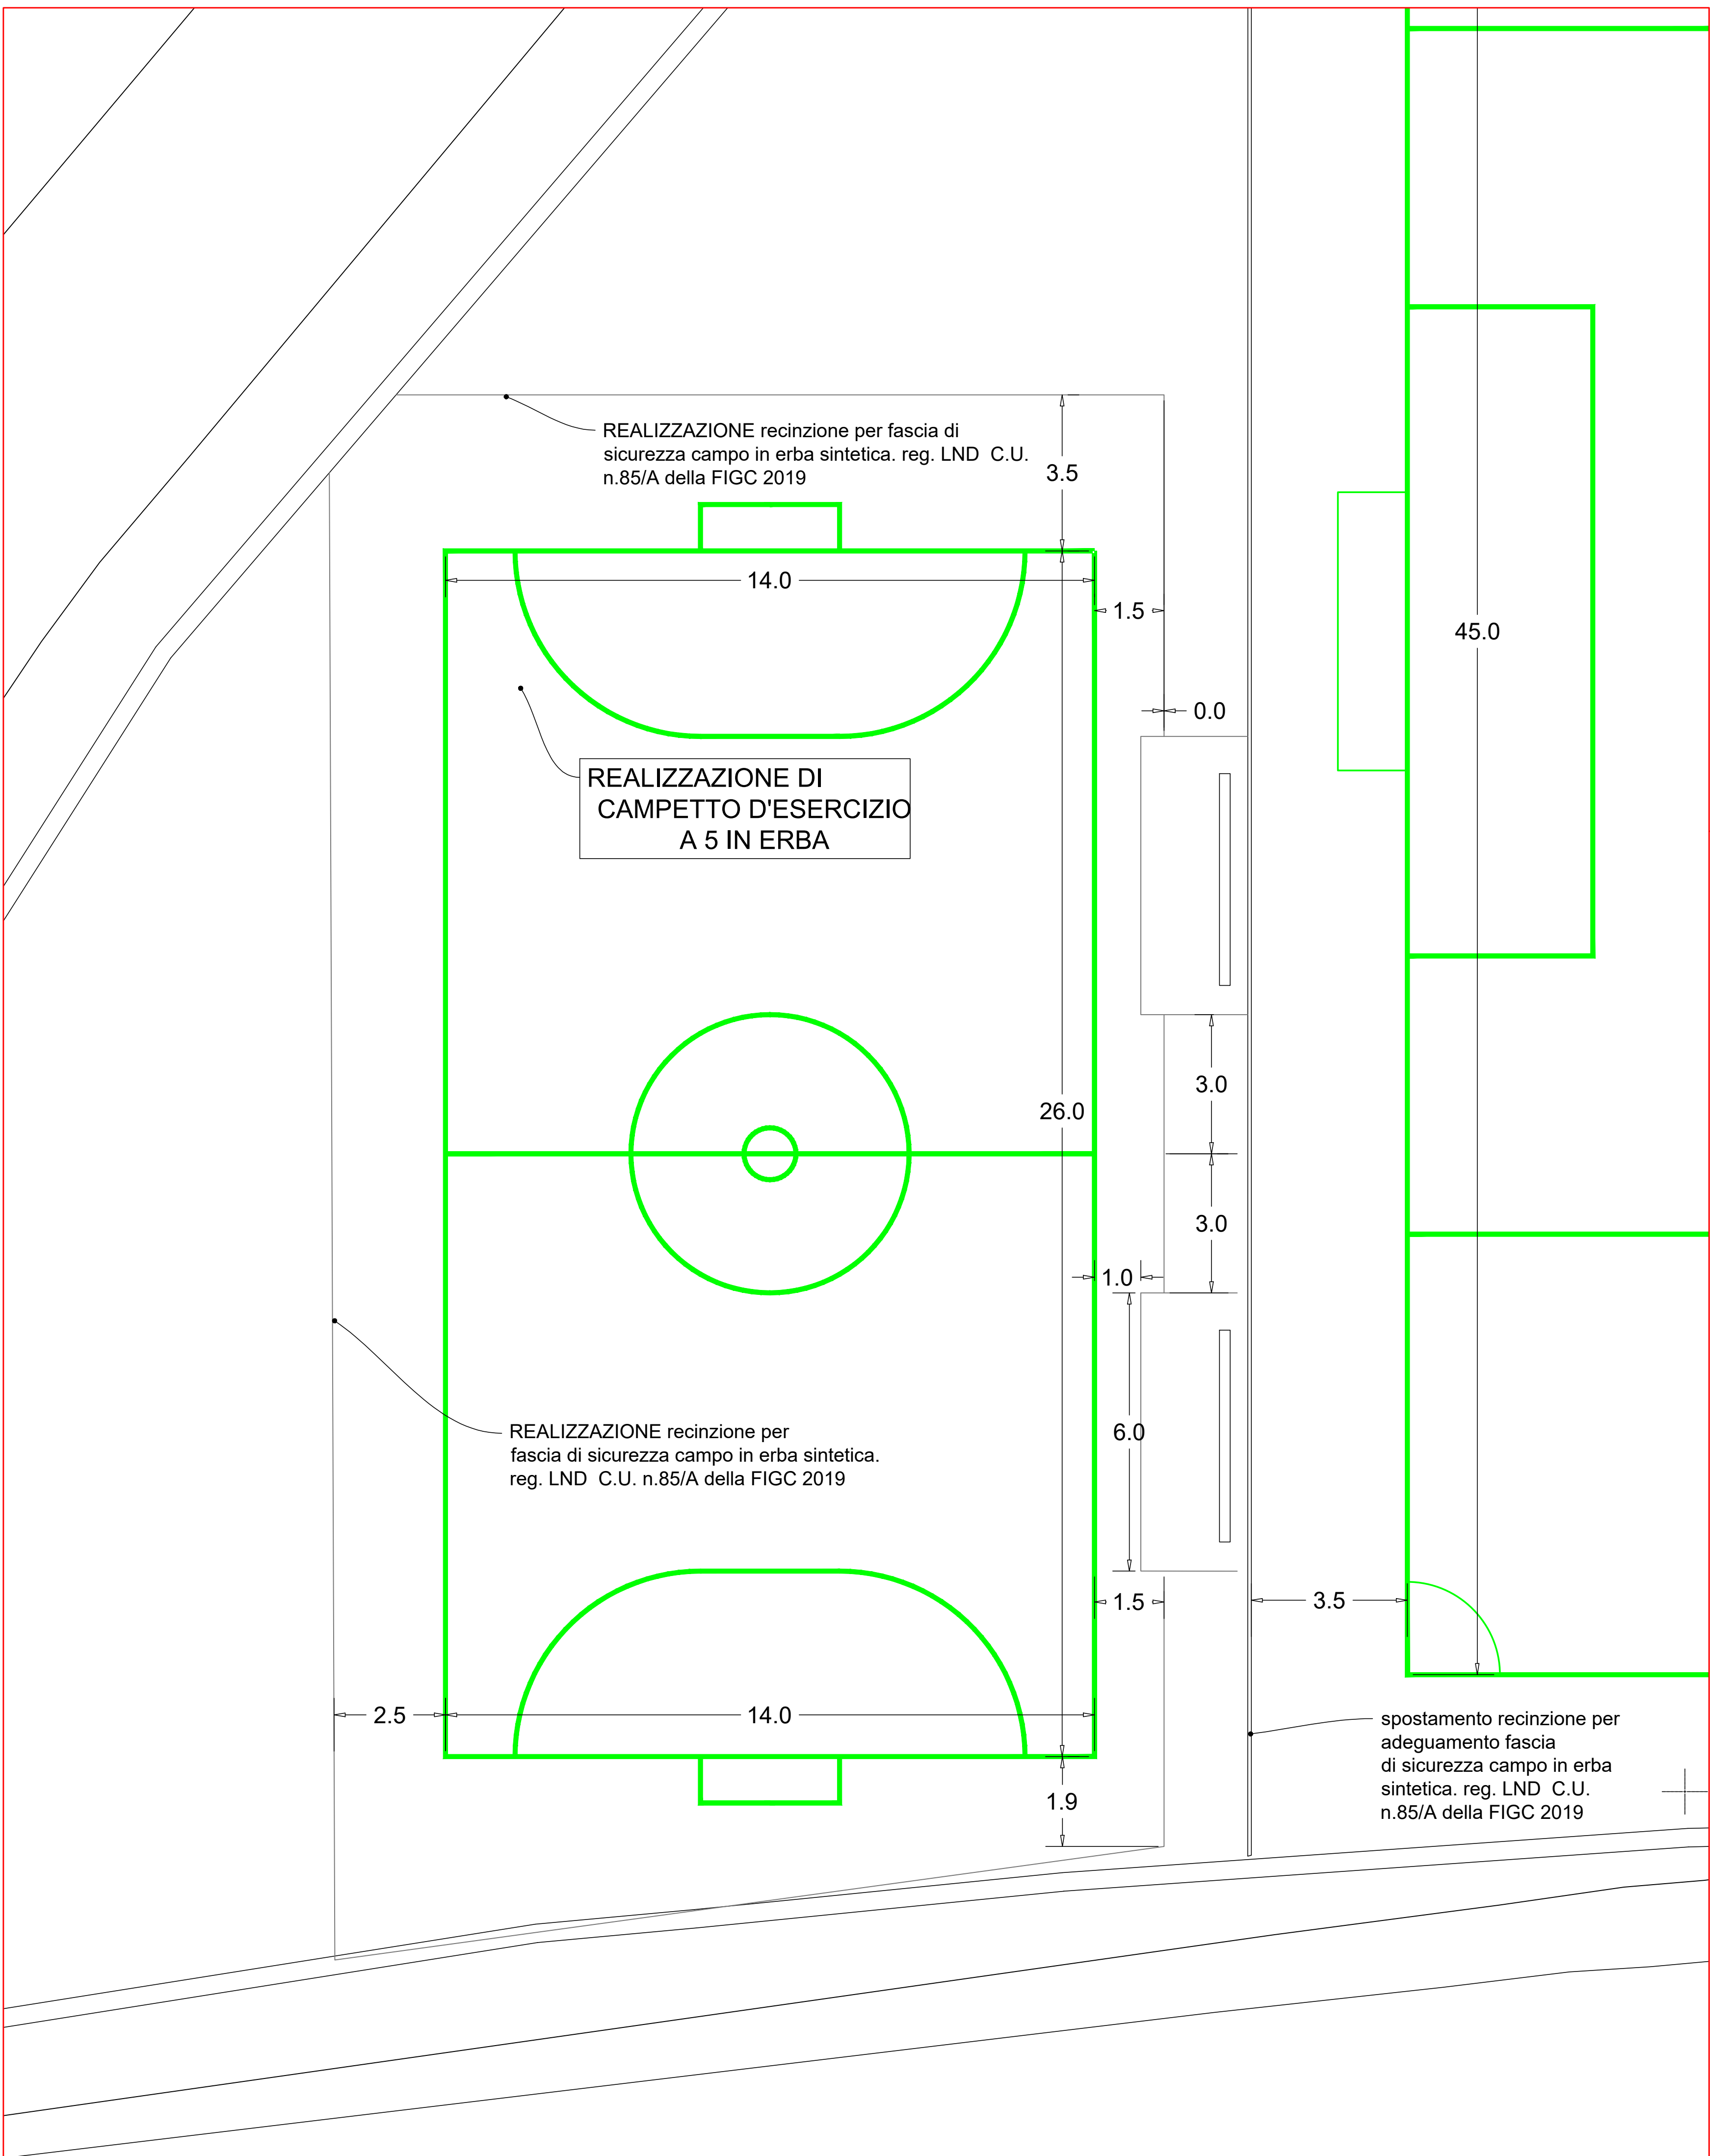 REALIZZAZIONE recinzione per fascia di
sicurezza campo in erba sintetica. reg. LND C.U.
n.85/A della FIGC 2019
3.5
14.0
1.5
45.0
0.0
REALIZZAZIONE DI
CAMPETTO D'ESERCIZIO
A 5 IN ERBA
3.0
26.0
3.0
1.0
REALIZZAZIONE recinzione per
fascia di sicurezza campo in erba sintetica.
reg. LND C.U. n.85/A della FIGC 2019
6.0
1.5
3.5
2.5
14.0
1.9
spostamento recinzione per
adeguamento fascia
di sicurezza campo in erba
sintetica. reg. LND C.U.
n.85/A della FIGC 2019